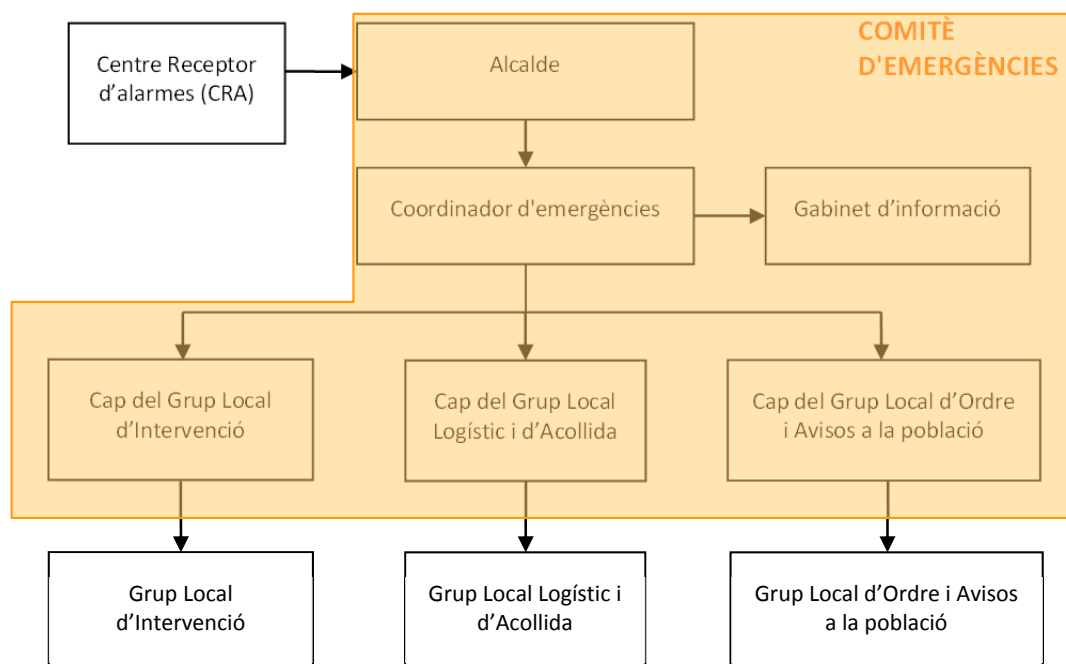 COMITÈ
D'EMERGÈNCIES
Centre Receptor
d’alarmes (CRA)
Alcalde
Coordinador d'emergències
Gabinet d’informació
Cap del Grup Local
d’Intervenció
Cap del Grup Local
Logístic i d’Acollida
Cap del Grup Local d’Ordre
i Avisos a la població
Grup Local
d’Intervenció
Grup Local Logístic i
d’Acollida
Grup Local d’Ordre i Avisos
a la població